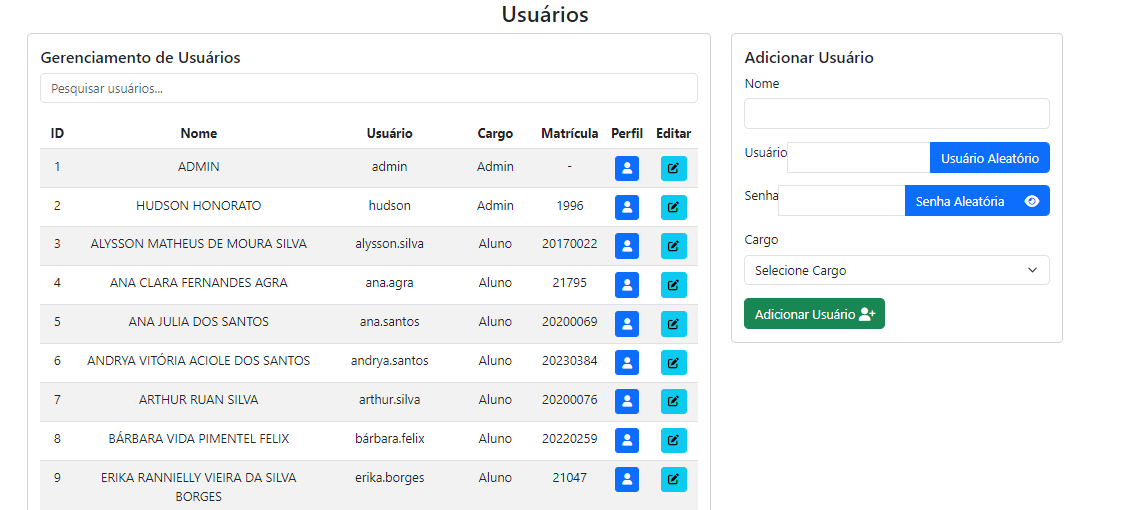 Usuários
Gerenciamento de Usuários
Pesquisar usuários...
ID Nome Usuário Cargo Matrícula Perfil Editar
1 ADMIN admin Admin -
2 HUDSON HONORATO hudson Admin 1996
3 ALYSSON MATHEUS DE MOURA SILVA alysson.silva Aluno 20170022
4 ANA CLARA FERNANDES AGRA ana.agra Aluno 21795
5 ANA JULIA DOS SANTOS ana.santos Aluno 20200069
6 ANDRYA VITÓRIA ACIOLE DOS SANTOS andrya.santos Aluno 20230384
7 ARTHUR RUAN SILVA arthur.silva Aluno 20200076
8 BÁRBARA VIDA PIMENTEL FELIX bárbara.felix Aluno 20220259
9 ERIKA RANNIELLY VIEIRA DA SILVA erika.borges Aluno 21047
BORGES
Adicionar Usuário
Nome
Usuário Usuário Aleatório
Senha Senha Aleatória
Cargo
Selecione Cargo
Adicionar Usuário